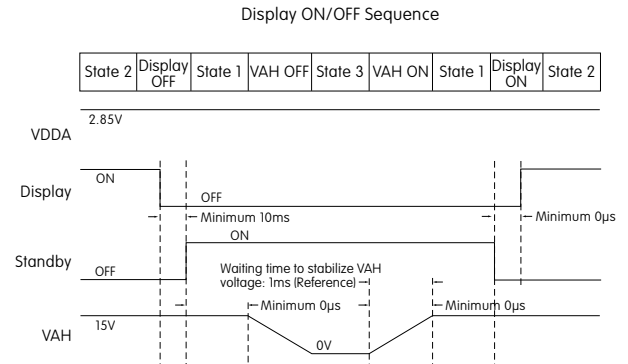 Display ON/OFF Sequence
State 2
Display OFF
State 1
VAH OFF
State 3
VAH ON
State 1
Display ON
State 2
2.85V
VDDA
ON
Display
OFF
Minimum 10ms
Minimum 0µs
ON
Standby
OFF
Waiting time to stabilize VAH
voltage: 1ms (Reference)
Minimum 0µs
Minimum 0µs
15V
VAH
0V